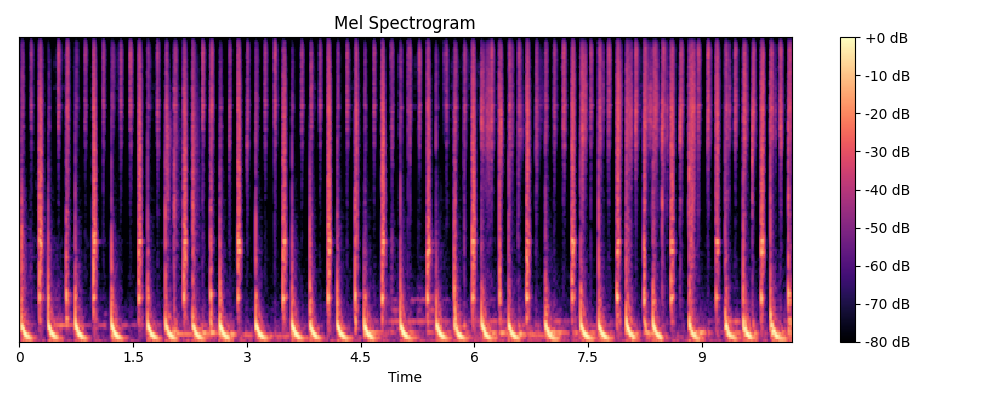 Mel Spectrogram
+0 dB
-10 dB
-20 dB
-30 dB
-40 dB
-50 dB
-60 dB
-70 dB
-80 dB
0 1.5 3 4.5 6 7.5 9
Time